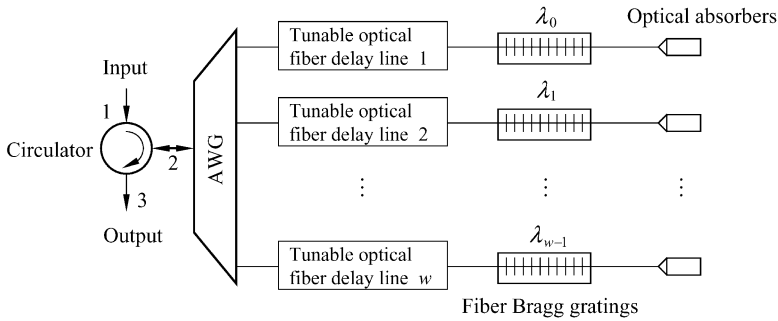 Optical absorbers
Tunable optical
fiber delay line 1
λ0
Input
1
Tunable optical
fiber delay line 2
λ1
Circulator
2
AWG
⋮ ⋮ ⋮
3
Output
Tunable optical
fiber delay line w
λw–1
Fiber Bragg gratings